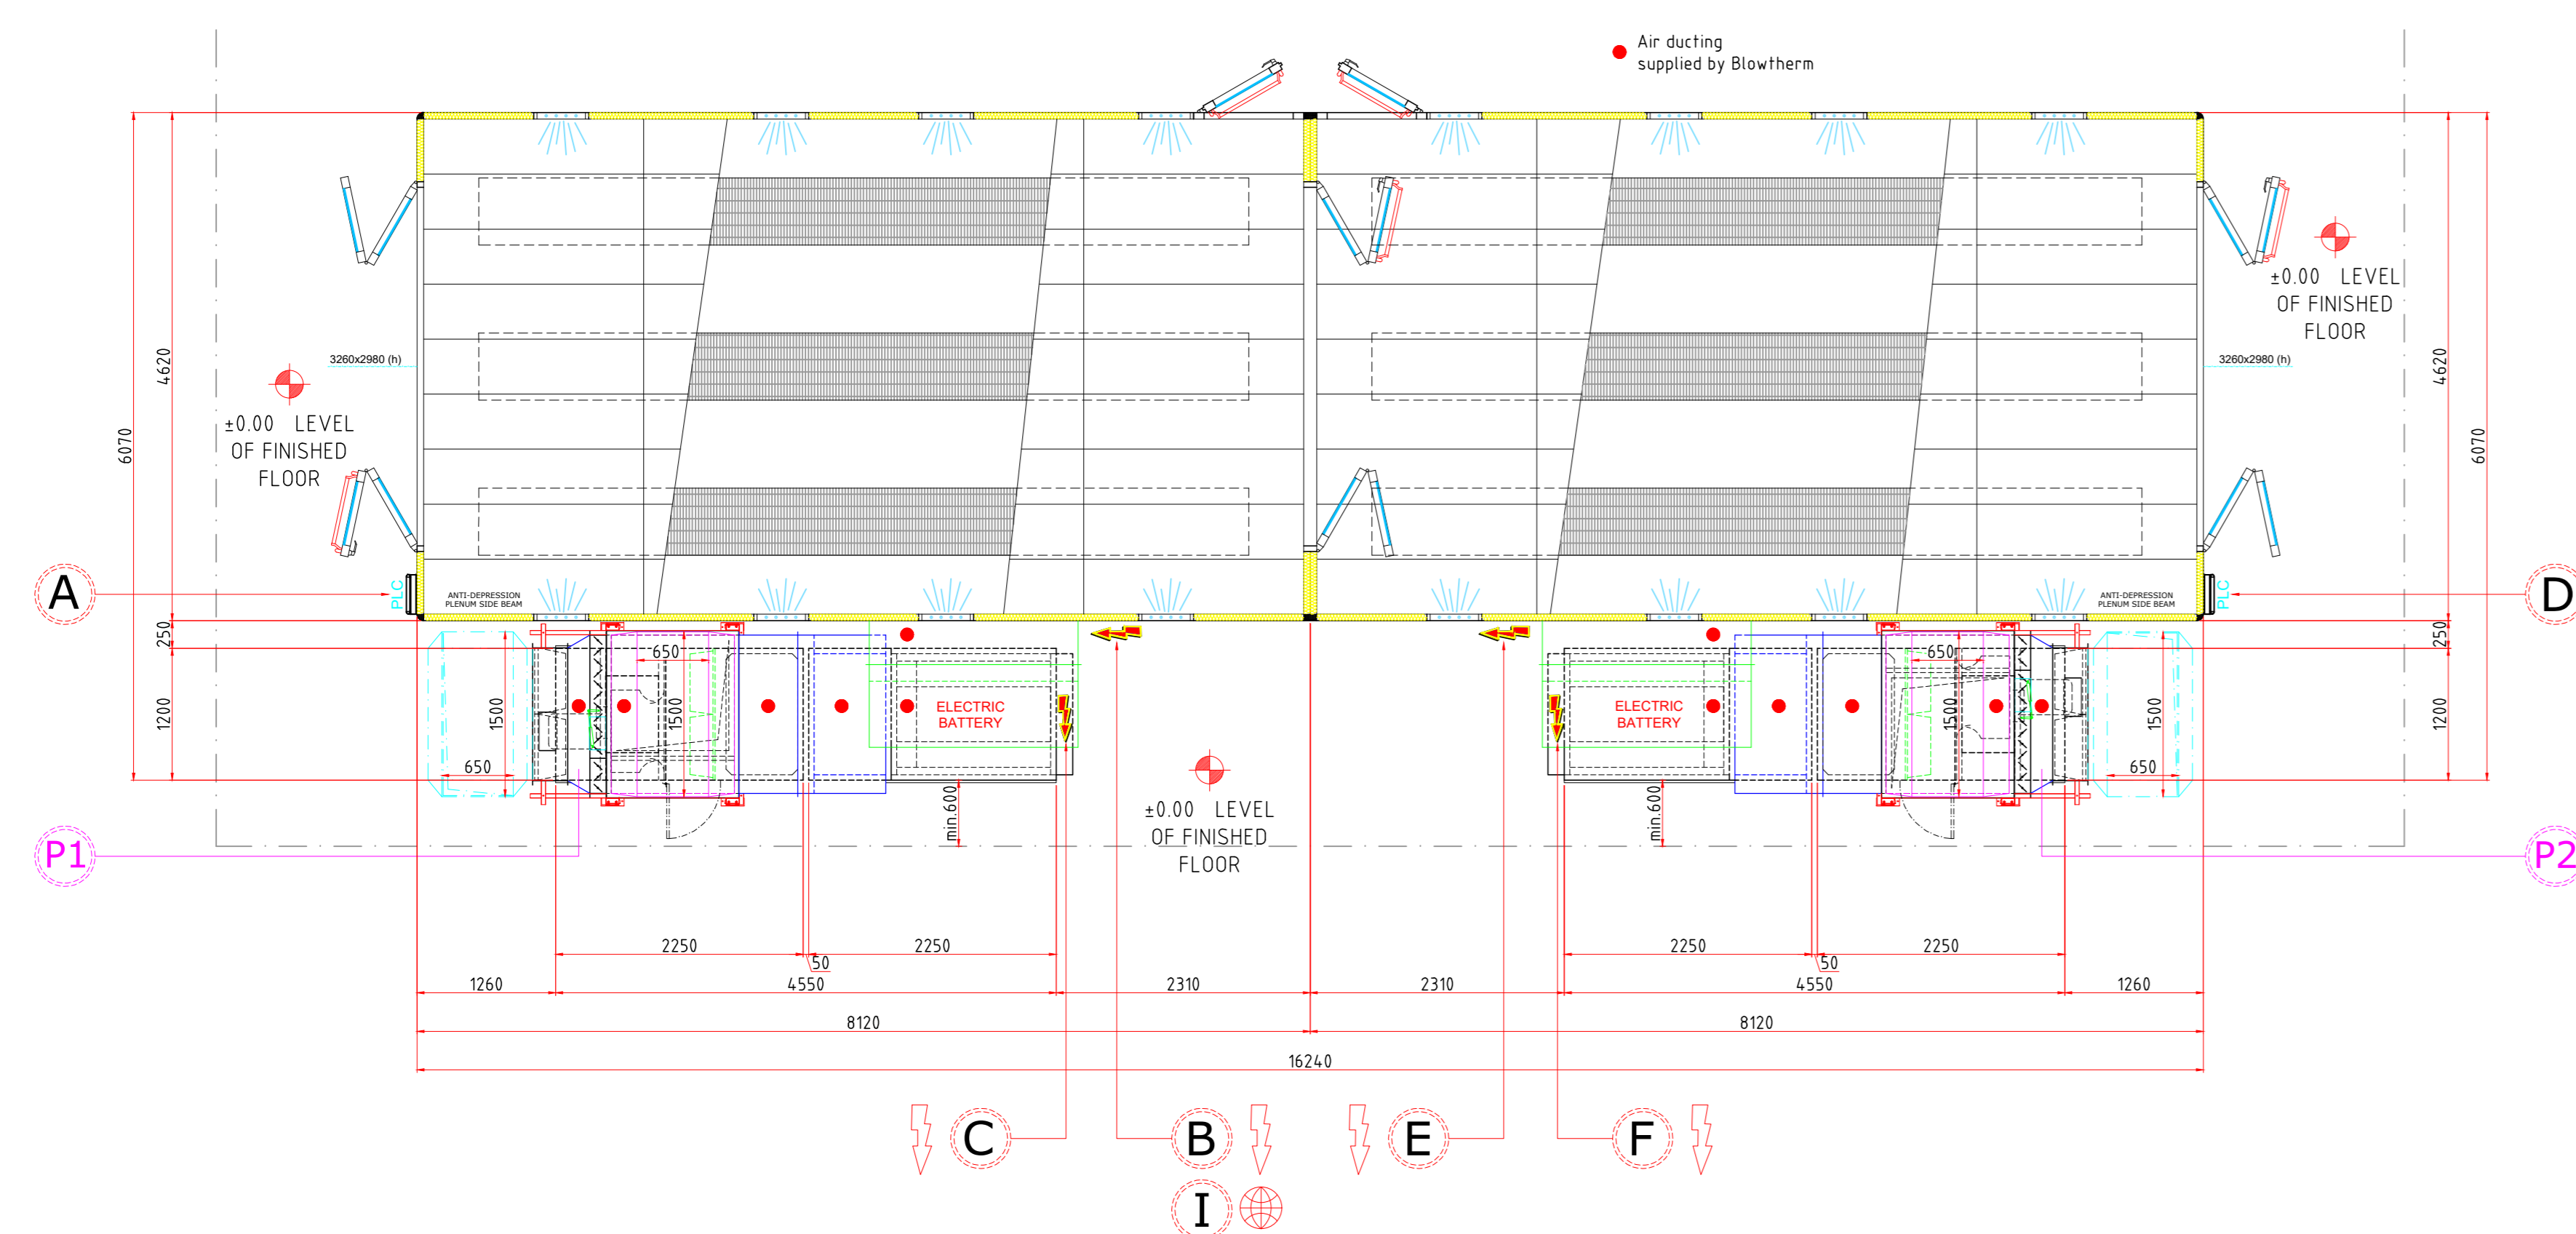 Air ducting
supplied by Blowtherm
±0.00 LEVEL
OF FINISHED
FLOOR
3260x2980 (h)
3260x2980 (h)
4620
6070
4620
6070
±0.00 LEVEL
OF FINISHED
FLOOR
A
PLC
ANTI-DEPRESSION
PLENUM SIDE BEAM
ANTI-DEPRESSION
PLENUM SIDE BEAM
PLC
D
250
250
650
650
1200
1500
1500
ELECTRIC
BATTERY
ELECTRIC
BATTERY
1500
1500
1200
650
650
min.600
min.600
±0.00 LEVEL
OF FINISHED
FLOOR
P1
P2
2250
50
2250
2250
50
2250
1260
4550
2310
2310
4550
1260
8120
8120
16240
C
B
E
F
I